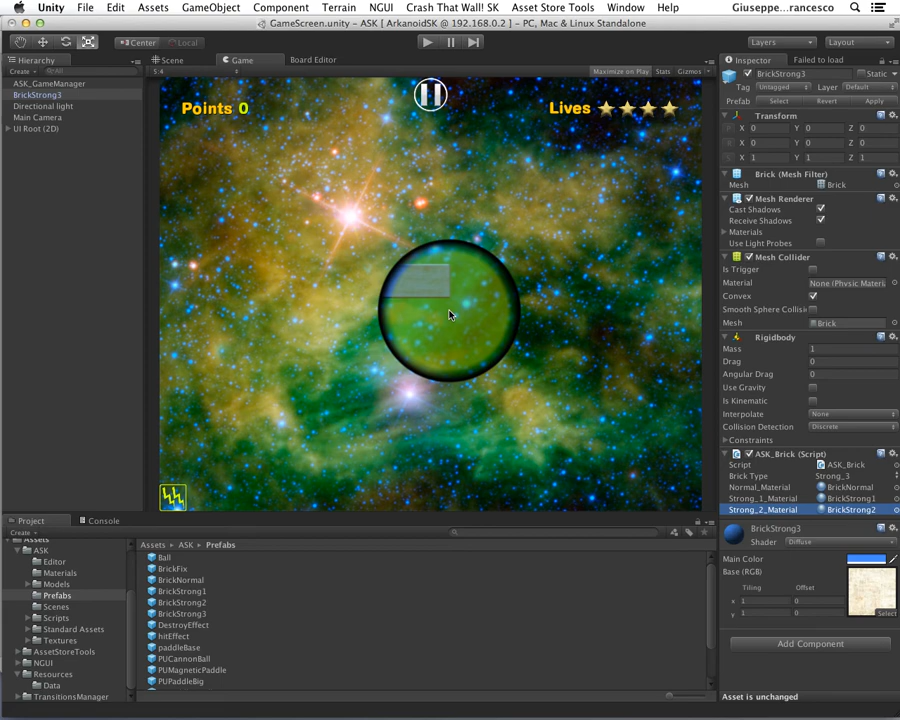 Unity File Edit Assets GameObject Component Terrain NGUI Crash That Wall! SK Asset Store Tools Window Help Giuseppe ...rancesco
GameScreen.unity - ASK [ ArkanoidSK @ 192.168.0.2 ] - PC, Mac & Linux Standalone
Center Local Layers Layout
Hierarchy
Create All
ASK_GameManager
BrickStrong3
Directional light
Main Camera
UI Root (2D)
Scene Game Board Editor
5:4 Maximize on Play Stats Gizmos
Points 0
Lives
Inspector Failed to load
BrickStrong3 Static
Tag Untagged Layer Default
Prefab Select Revert Apply
Transform
X 0 Y 0 Z 0
X 0 Y 0 Z 0
S X 1 Y 1 Z 1
Brick (Mesh Filter)
Mesh Brick
Mesh Renderer
Cast Shadows
Receive Shadows
Materials
Use Light Probes
Mesh Collider
Is Trigger
Material None (Physic Materi
Convex
Smooth Sphere Collisi
Mesh Brick
Rigidbody
Mass 1
Drag 0
Angular Drag 0
Use Gravity
Is Kinematic
Interpolate None
Collision Detection Discrete
Constraints
ASK_Brick (Script)
Script ASK_Brick
Brick Type Strong_3
Normal_Material BrickNormal
Strong_1_Material BrickStrong1
Strong_2_Material BrickStrong2
BrickStrong3
Shader Diffuse
Main Color
Base (RGB)
Tiling Offset
x 1 0
y 1 0
Select
Add Component
Asset is unchanged
Project Console
Create
Assets
ASK
Editor
Materials
Models
Prefabs
Scenes
Scripts
Standard Assets
Textures
AssetStoreTools
NGUI
Resources
Data
TransitionsManager
Assets ► ASK ► Prefabs
Ball
BrickFix
BrickNormal
BrickStrong1
BrickStrong2
BrickStrong3
DestroyEffect
hitEffect
paddleBase
PUCannonBall
PUMagneticPaddle
PUPaddleBig